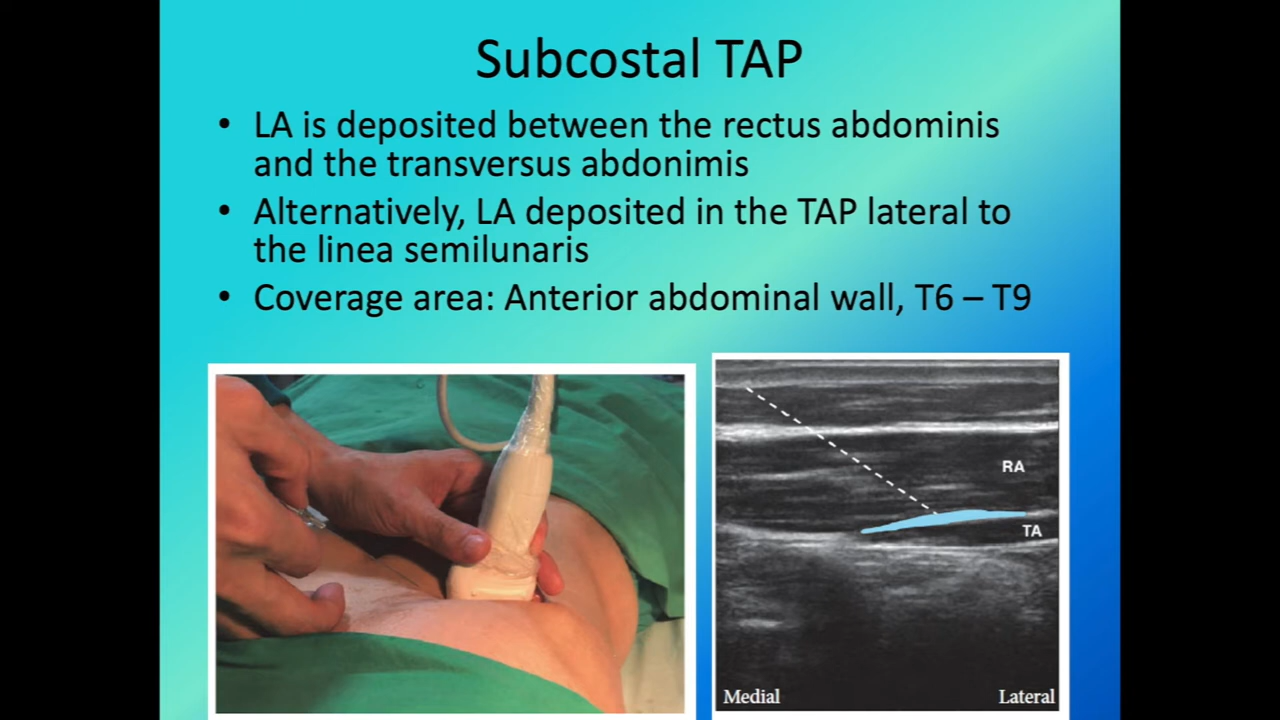 Subcostal TAP
• LA is deposited between the rectus abdominis
and the transversus abdonimis
• Alternatively, LA deposited in the TAP lateral to
the linea semilunaris
• Coverage area: Anterior abdominal wall, T6 – T9
RA
TA
Medial
Lateral